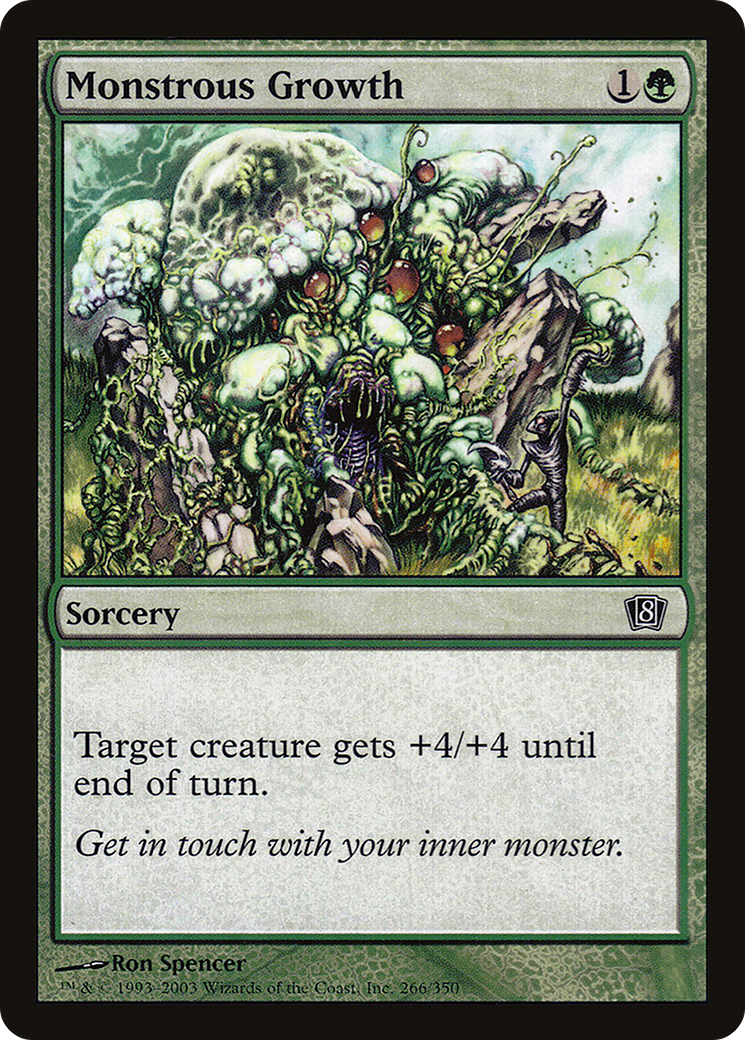 Monstrous Growth 1
Sorcery 8
Target creature gets +4/+4 until
end of turn.
Get in touch with your inner monster.
Ron Spencer
™ & © 1993–2003 Wizards of the Coast, Inc. 266/350